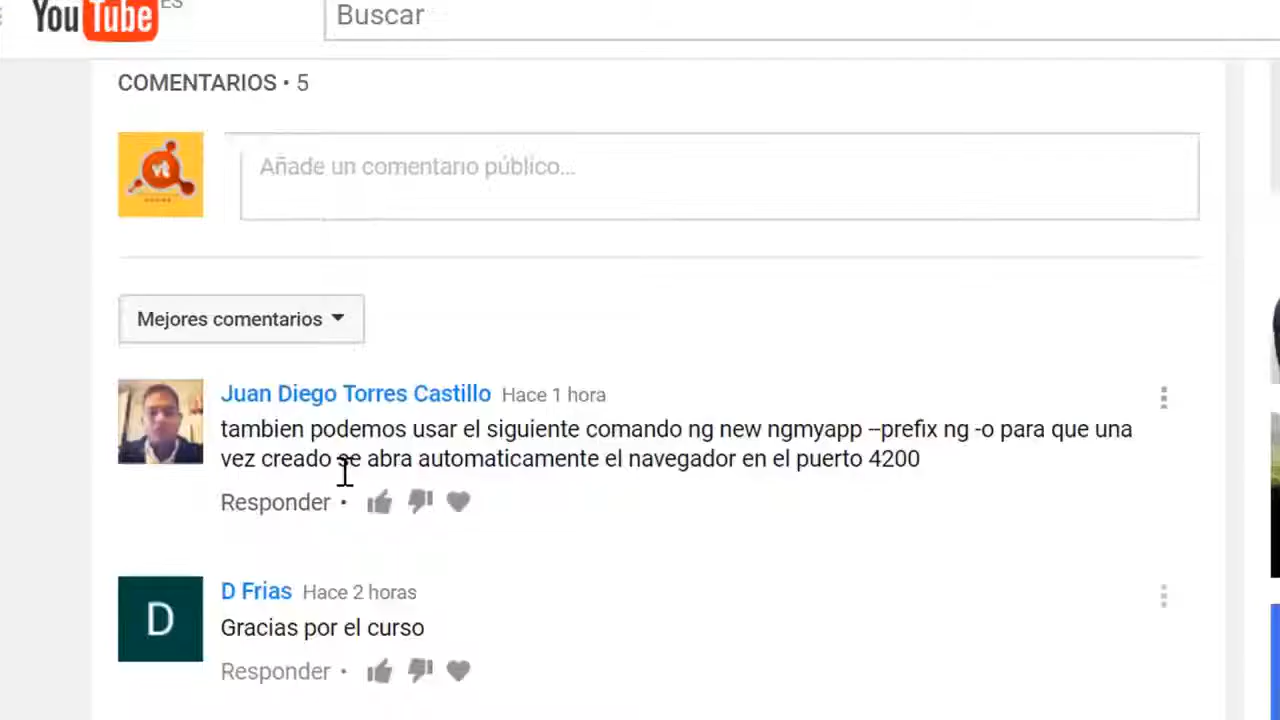 YouTube ES
Buscar
COMENTARIOS • 5
vt
Añade un comentario público...
Mejores comentarios
Juan Diego Torres Castillo Hace 1 hora
tambien podemos usar el siguiente comando ng new ngmyapp --prefix ng -o para que una
vez creado se abra automaticamente el navegador en el puerto 4200
Responder •
D
D Frias Hace 2 horas
Gracias por el curso
Responder •